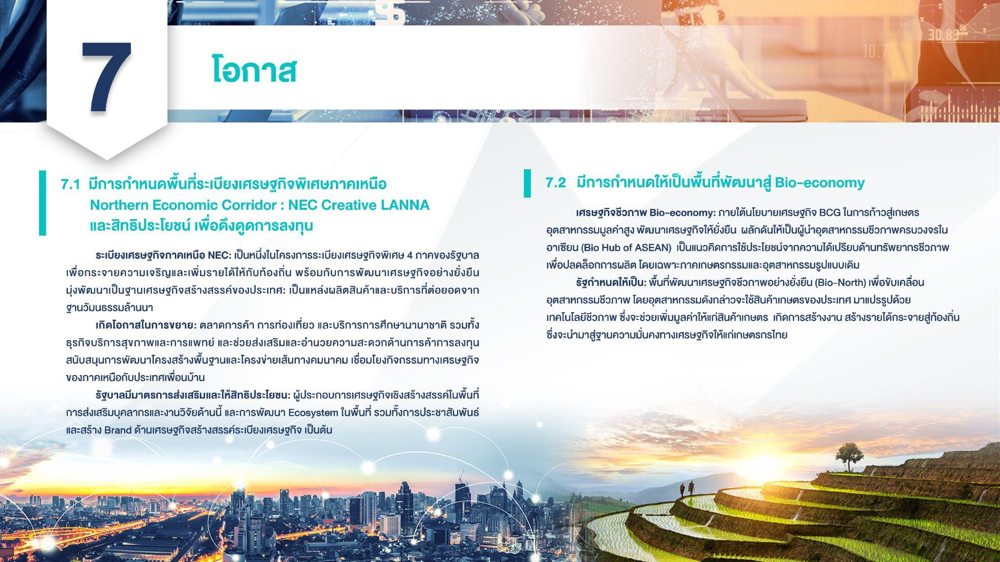 7
โอกาส
30.83
10.73
7.1 มีการกำหนดพื้นที่ระเบียงเศรษฐกิจพิเศษภาคเหนือ
Northern Economic Corridor : NEC Creative LANNA
และสิทธิประโยชน์ เพื่อดึงดูดการลงทุน
ระเบียงเศรษฐกิจภาคเหนือ NEC: เป็นหนึ่งในโครงการระเบียงเศรษฐกิจพิเศษ 4 ภาคของรัฐบาล
เพื่อกระจายความเจริญและเพิ่มรายได้ให้กับท้องถิ่น พร้อมกับการพัฒนาเศรษฐกิจอย่างยั่งยืน
มุ่งพัฒนาเป็นฐานเศรษฐกิจสร้างสรรค์ของประเทศ: เป็นแหล่งผลิตสินค้าและบริการที่ต่อยอดจาก
ฐานวัมนธรรมล้านนา
เกิดโอกาสในการขยาย: ตลาดการค้า การท่องเที่ยว และบริการการศึกษานานาชาติ รวมทั้ง
ธุรกิจบริการสุขภาพและการแพทย์ และช่วยส่งเสริมและอำนวยความสะดวกด้านการค้าการลงทุน
สนับสนุนการพัฒนาโครงสร้างพื้นฐานและโครงข่ายเส้นทางคมนาคม เชื่อมโยงกิจกรรมทางเศรษฐกิจ
ของภาคเหนือกับประเทศเพื่อนบ้าน
รัฐบาลมีมาตรการส่งเสริมและให้สิทธิประโยชน: ผู้ประกอบการเศรษฐกิจเชิงสร้างสรรค์ในพื้นที่
การส่งเสริมบุคลากรและงานวิจัยด้านนี้ และการพัฒนา Ecosystem ในพื้นที่ รวมทั้งการประชาสัมพันธ์
และสร้าง Brand ด้านเศรษฐกิจสร้างสรรค์ระเบียงเศรษฐกิจ เป็นต้น
7.2 มีการกำหนดให้เป็นพื้นที่พัฒนาสู่ Bio-economy
เศรษฐกิจชีวภาพ Bio-economy: ภายใต้นโยบายเศรษฐกิจ BCG ในการก้าวสู่เกษตร
อุตสาหกรรมมูลค่าสูง พัฒนาเศรษฐกิจให้ยั่งยืน ผลักดันให้เป็นผู้นำอุตสาหกรรมชีวภาพครบวงจรใน
อาเซียน (Bio Hub of ASEAN) เป็นแนวคิดการใช้ประโยชน์จากความได้เปรียบด้านทรัพยากรชีวภาพ
เพื่อปลดล็อกการผลิต โดยเฉพาะภาคเกษตรกรรมและอุตสาหกรรมรูปแบบเดิม
รัฐกำหนดให้เป็น: พื้นที่พัฒนาเศรษฐกิจชีวภาพอย่างยั่งยืน (Bio-North) เพื่อขับเคลื่อน
อุตสาหกรรมชีวภาพ โดยอุตสาหกรรมดังกล่าวจะใช้สินค้าเกษตรของประเทศ มาแปรรูปด้วย
เทคโนโลยีชีวภาพ ซึ่งจะช่วยเพิ่มมูลค่าให้แก่สินค้าเกษตร เกิดการสร้างงาน สร้างรายได้กระจายสู่ท้องถิ่น
ซึ่งจะนำมาสู่ฐานความมั่นคงทางเศรษฐกิจให้แก่เกษตรกรไทย